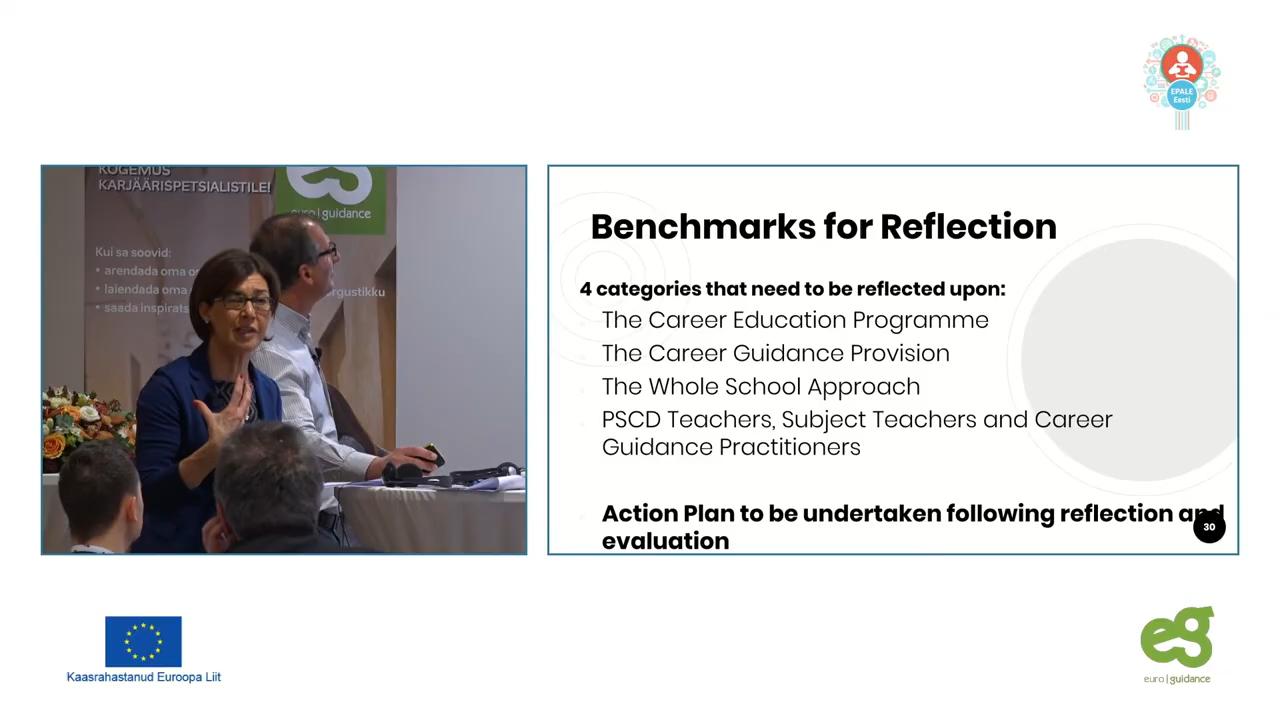 EPALE
Eesti
KOGEMUS
KARJÄÄRISPETSIALISTILE!
euro|guidance
Kui sa soovid:
• arendada oma
• laiendada oma
• saada
Benchmarks for Reflection
4 categories that need to be reflected upon:
The Career Education Programme
The Career Guidance Provision
The Whole School Approach
PSCD Teachers, Subject Teachers and Career
Guidance Practitioners
Action Plan to be undertaken following reflection and
evaluation
30
Kaasrahastanud Euroopa Liit
eg
euro|guidance